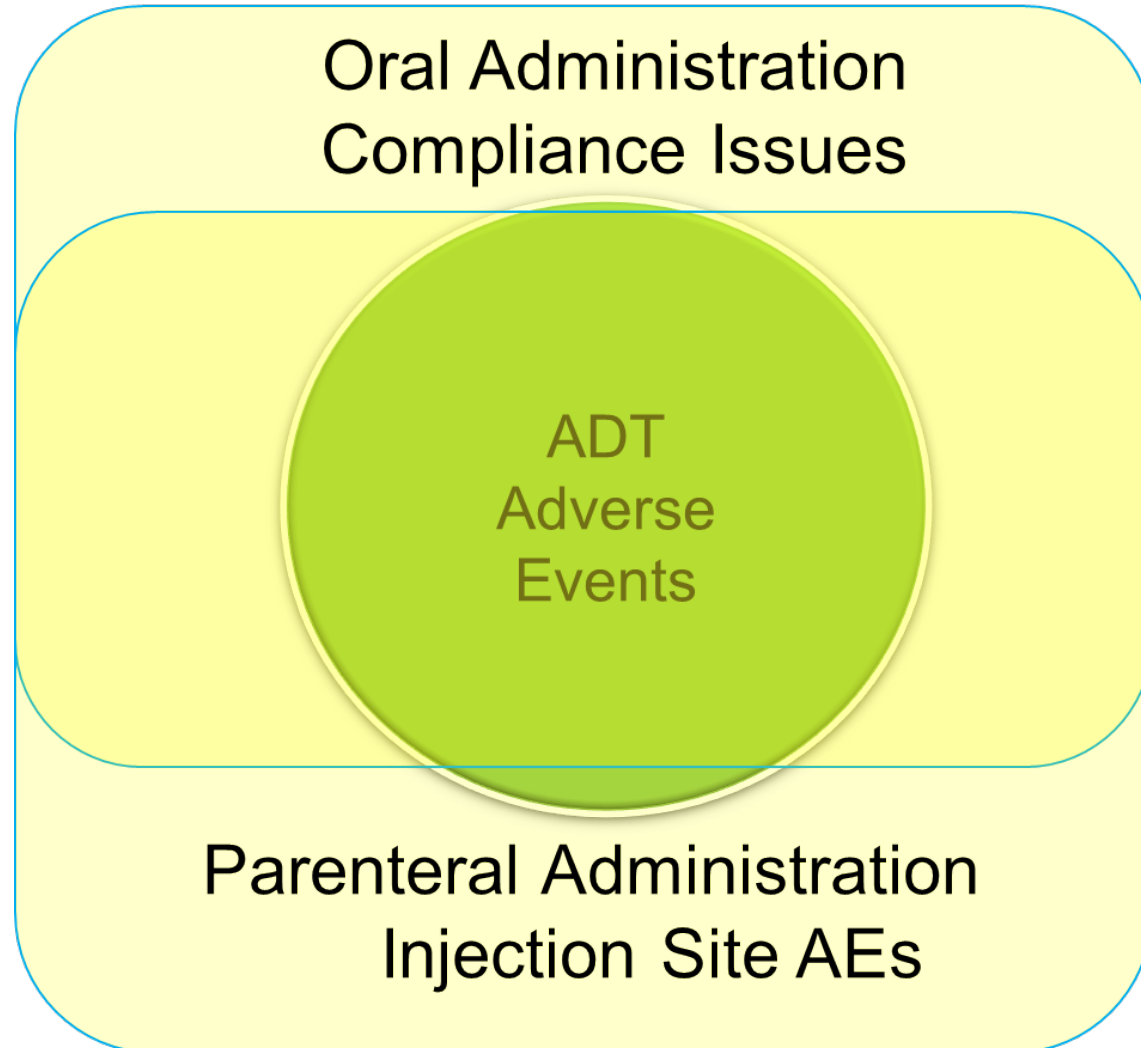 Oral Administration
Compliance Issues
ADT
Adverse
Events
Parenteral Administration
Injection Site AEs